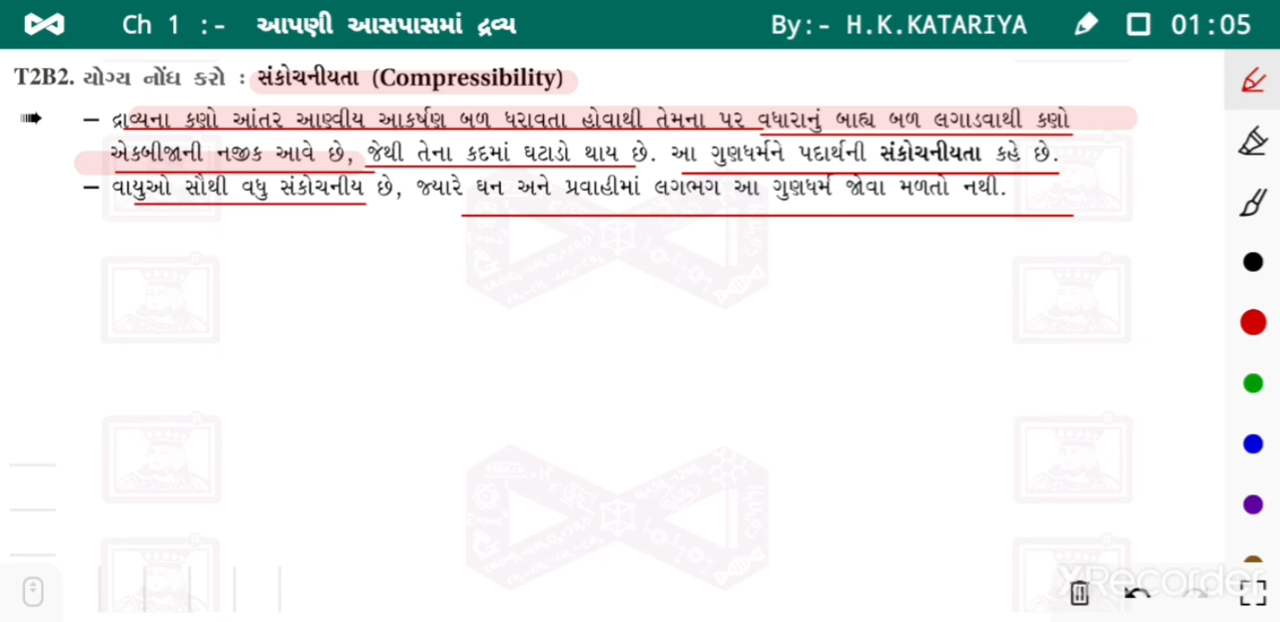 Ch 1 :- આપણી આસપાસમાં દ્રવ્ય By:- H.K.KATARIYA 01:05
T2B2. યોગ્ય નોંધ કરો : સંકોચનીયતા (Compressibility)
– દ્રાવ્યના કણો આંતર આણ્વીય આકર્ષણ બળ ધરાવતા હોવાથી તેમના પર વધારાનું બાહ્ય બળ લગાડવાથી કણો
એકબીજાની નજીક આવે છે, જેથી તેના કદમાં ઘટાડો થાય છે. આ ગુણધર્મને પદાર્થની સંકોચનીયતા કહે છે.
– વાયુઓ સૌથી વધુ સંકોચનીય છે, જ્યારે ઘન અને પ્રવાહીમાં લગભગ આ ગુણધર્મ જોવા મળતો નથી.
XRecorder